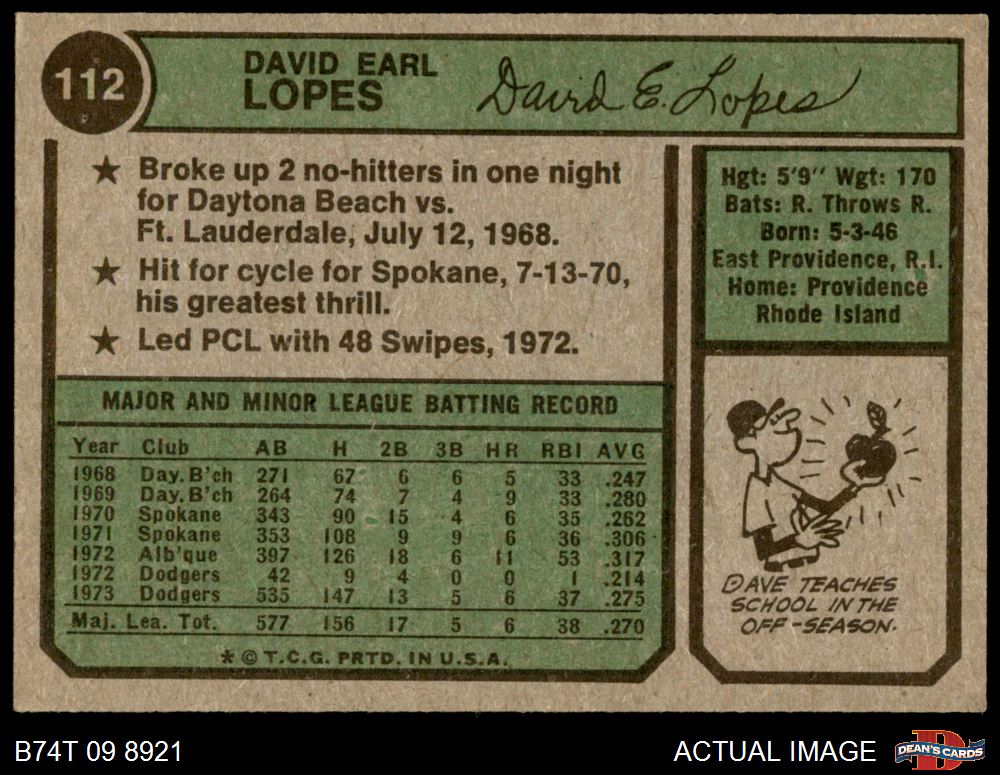 112
DAVID EARL
LOPES
David E. Lopes
★ Broke up 2 no-hitters in one night
for Daytona Beach vs.
Ft. Lauderdale, July 12, 1968.
★ Hit for cycle for Spokane, 7-13-70,
his greatest thrill.
★ Led PCL with 48 Swipes, 1972.
Hgt: 5'9" Wgt: 170
Bats: R. Throws R.
Born: 5-3-46
East Providence, R.I.
Home: Providence
Rhode Island
MAJOR AND MINOR LEAGUE BATTING RECORD
Year Club AB H 2B 3B HR RBI AVG
1968 Day. B'ch 271 67 6 6 5 33 .247
1969 Day. B'ch 264 74 7 4 9 33 .280
1970 Spokane 343 90 15 4 6 35 .262
1971 Spokane 353 108 9 9 6 36 .306
1972 Alb'que 397 126 18 6 11 53 .317
1972 Dodgers 42 9 4 0 0 1 .214
1973 Dodgers 535 147 13 5 6 37 .275
Maj. Lea. Tot. 577 156 17 5 6 38 .270
* © T.C.G. PRTD. IN U.S.A.
DAVE TEACHES
SCHOOL IN THE
OFF-SEASON.
B74T 09 8921
ACTUAL IMAGE
DEAN'S CARDS